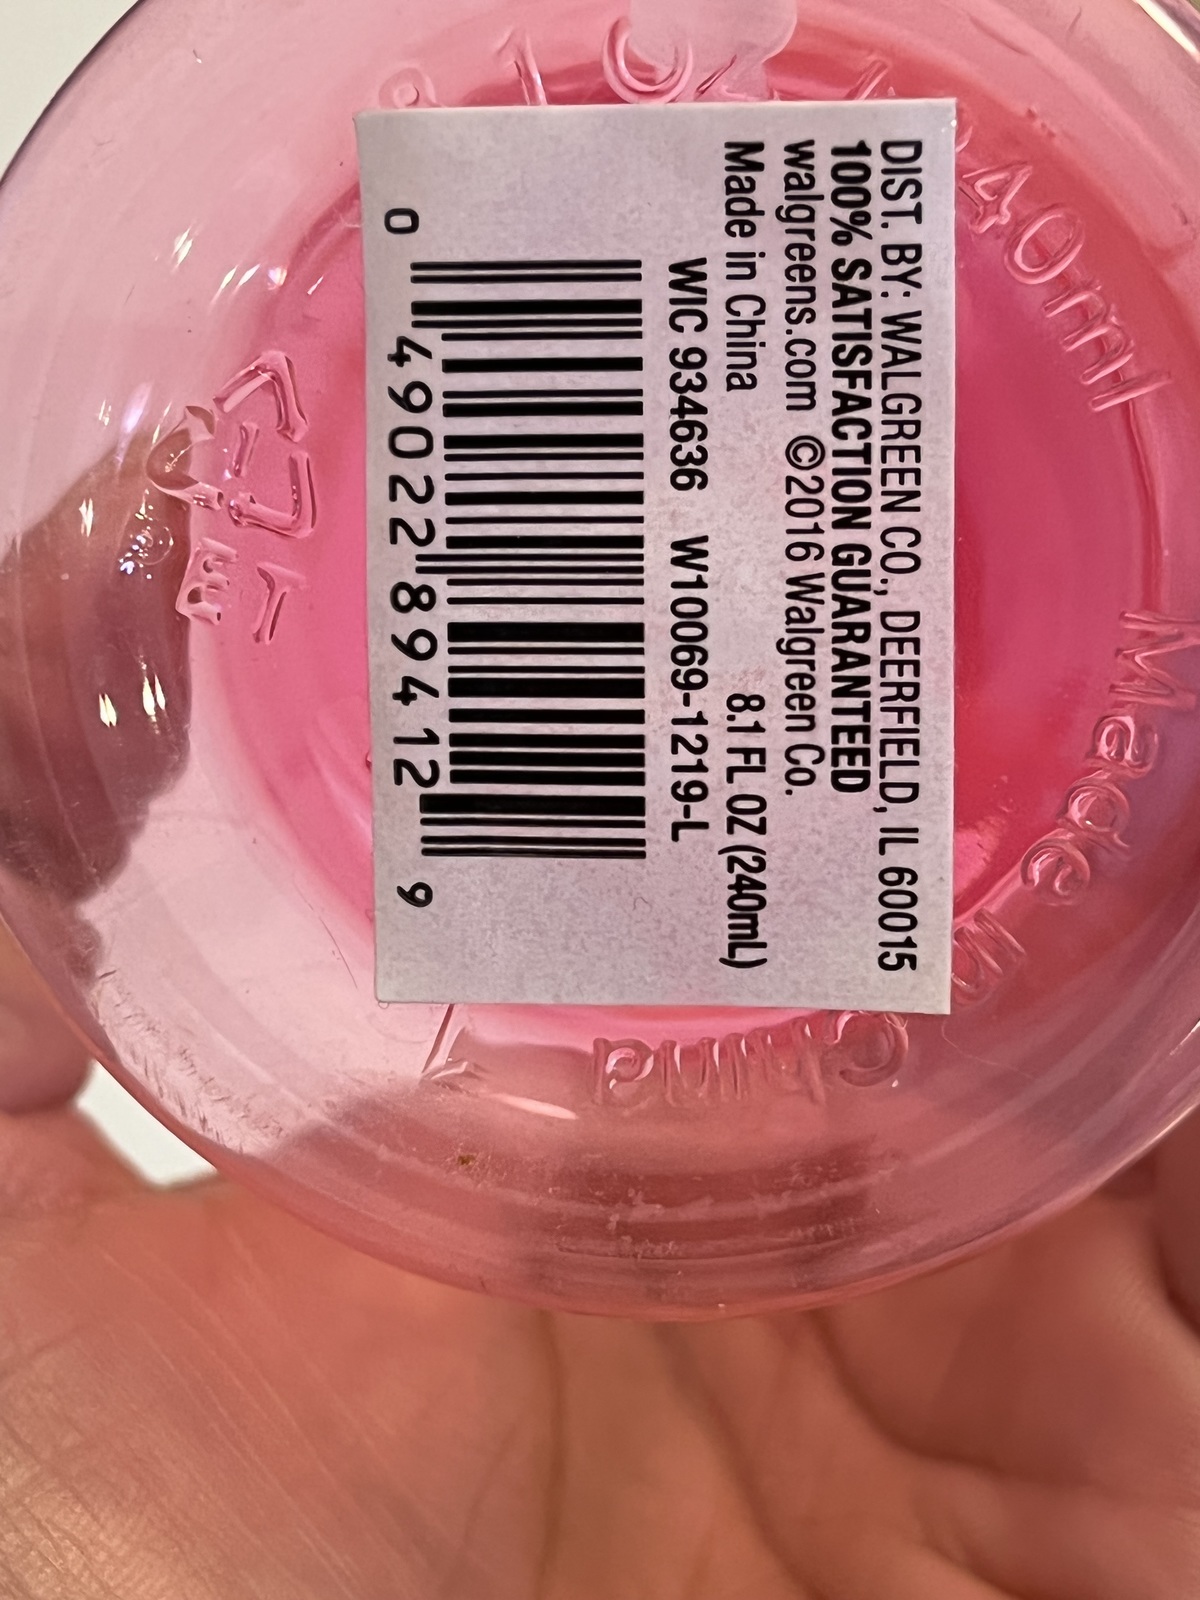 DIST. BY: WALGREEN CO., DEERFIELD, IL 60015
100% SATISFACTION GUARANTEED
walgreens.com ©2016 Walgreen Co.
Made in China 8.1 FL OZ (240mL)
WIC 934636 W10069-1219-L
0 49022 89412 9
40ml
Made in
China